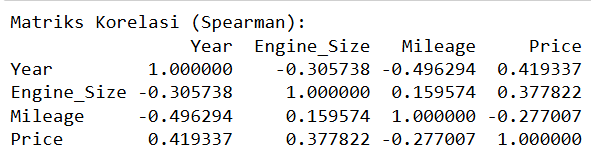 Matriks Korelasi (Spearman):
Year Engine_Size Mileage Price
Year 1.000000 -0.305738 -0.496294 0.419337
Engine_Size -0.305738 1.000000 0.159574 0.377822
Mileage -0.496294 0.159574 1.000000 -0.277007
Price 0.419337 0.377822 -0.277007 1.000000